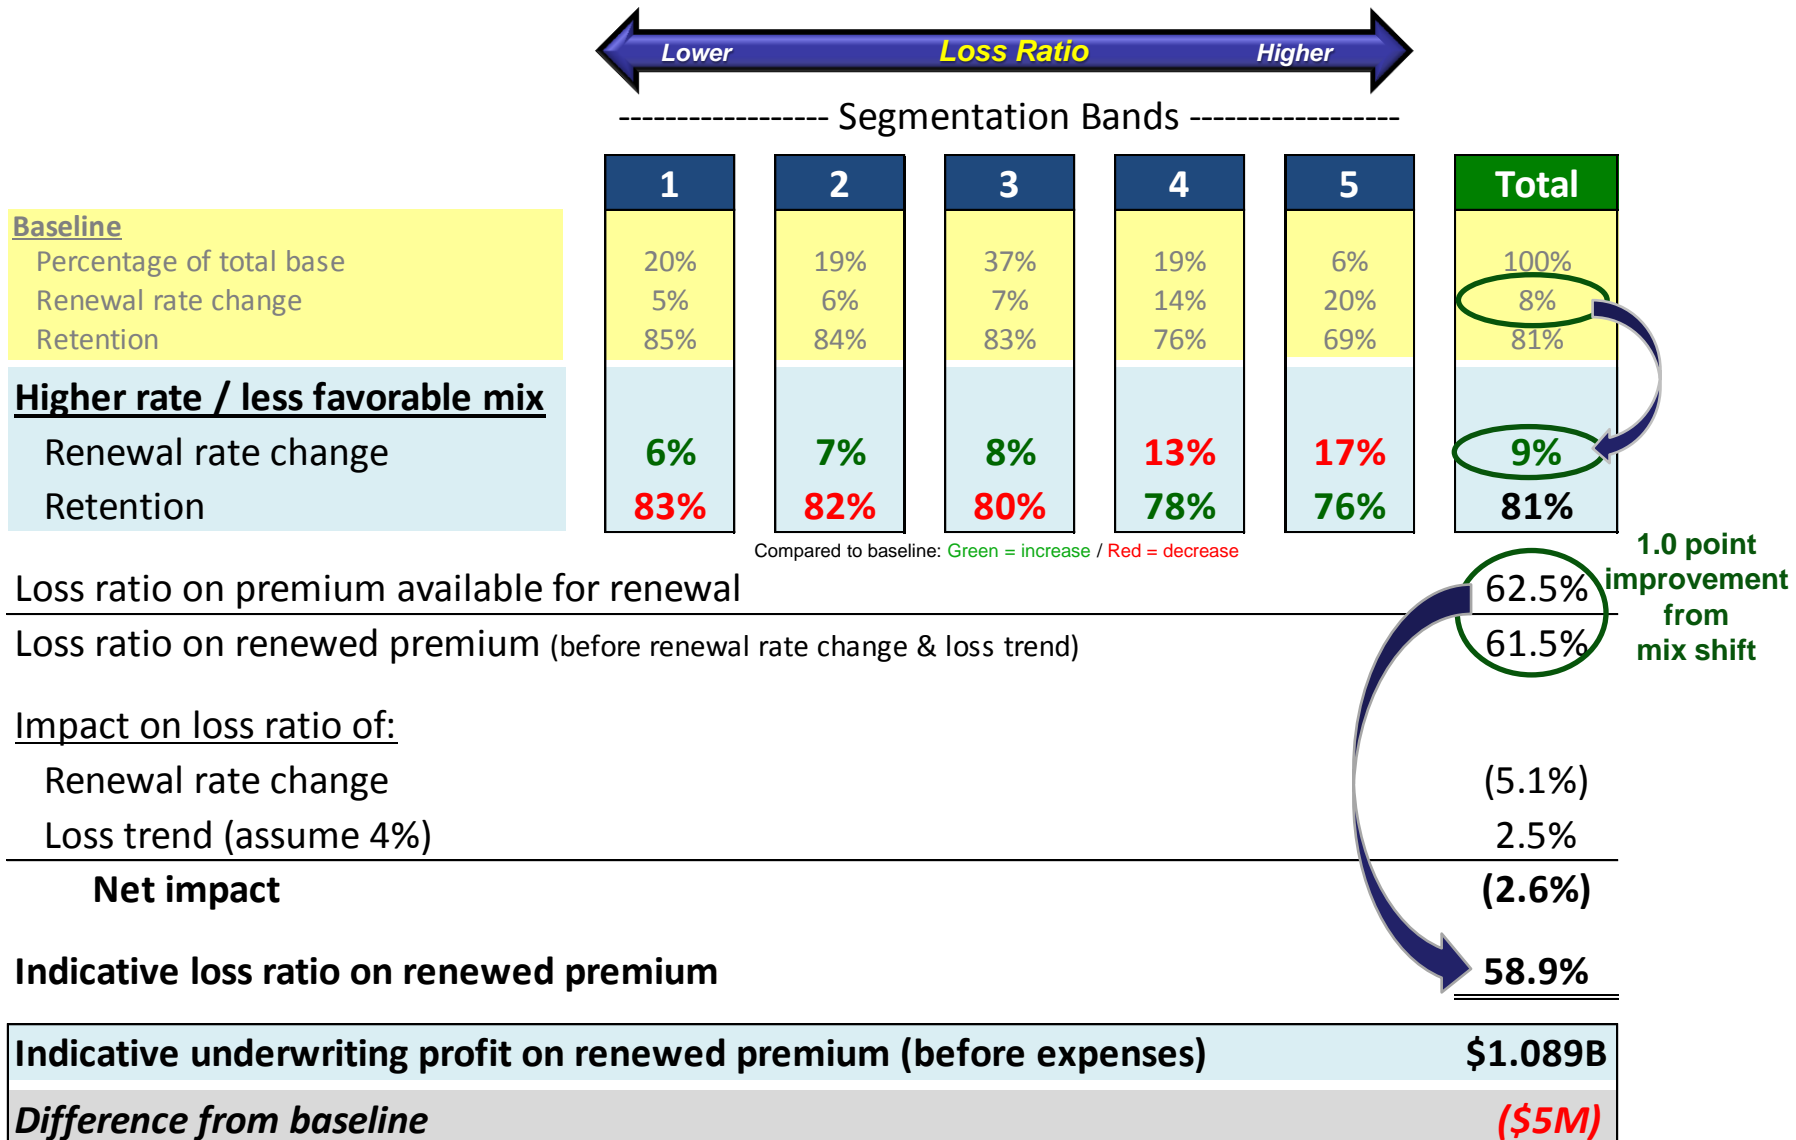 Lower Loss Ratio Higher
------------------ Segmentation Bands ------------------
1 2 3 4 5 Total
Baseline
Percentage of total base 20% 19% 37% 19% 6% 100%
Renewal rate change 5% 6% 7% 14% 20% 8%
Retention 85% 84% 83% 76% 69% 81%
Higher rate / less favorable mix
Renewal rate change 6% 7% 8% 13% 17% 9%
Retention 83% 82% 80% 78% 76% 81%
Compared to baseline: Green = increase / Red = decrease
1.0 point
improvement
from
mix shift
Loss ratio on premium available for renewal 62.5%
Loss ratio on renewed premium (before renewal rate change & loss trend) 61.5%
Impact on loss ratio of:
Renewal rate change (5.1%)
Loss trend (assume 4%) 2.5%
Net impact (2.6%)
Indicative loss ratio on renewed premium 58.9%
Indicative underwriting profit on renewed premium (before expenses) $1.089B
Difference from baseline ($5M)